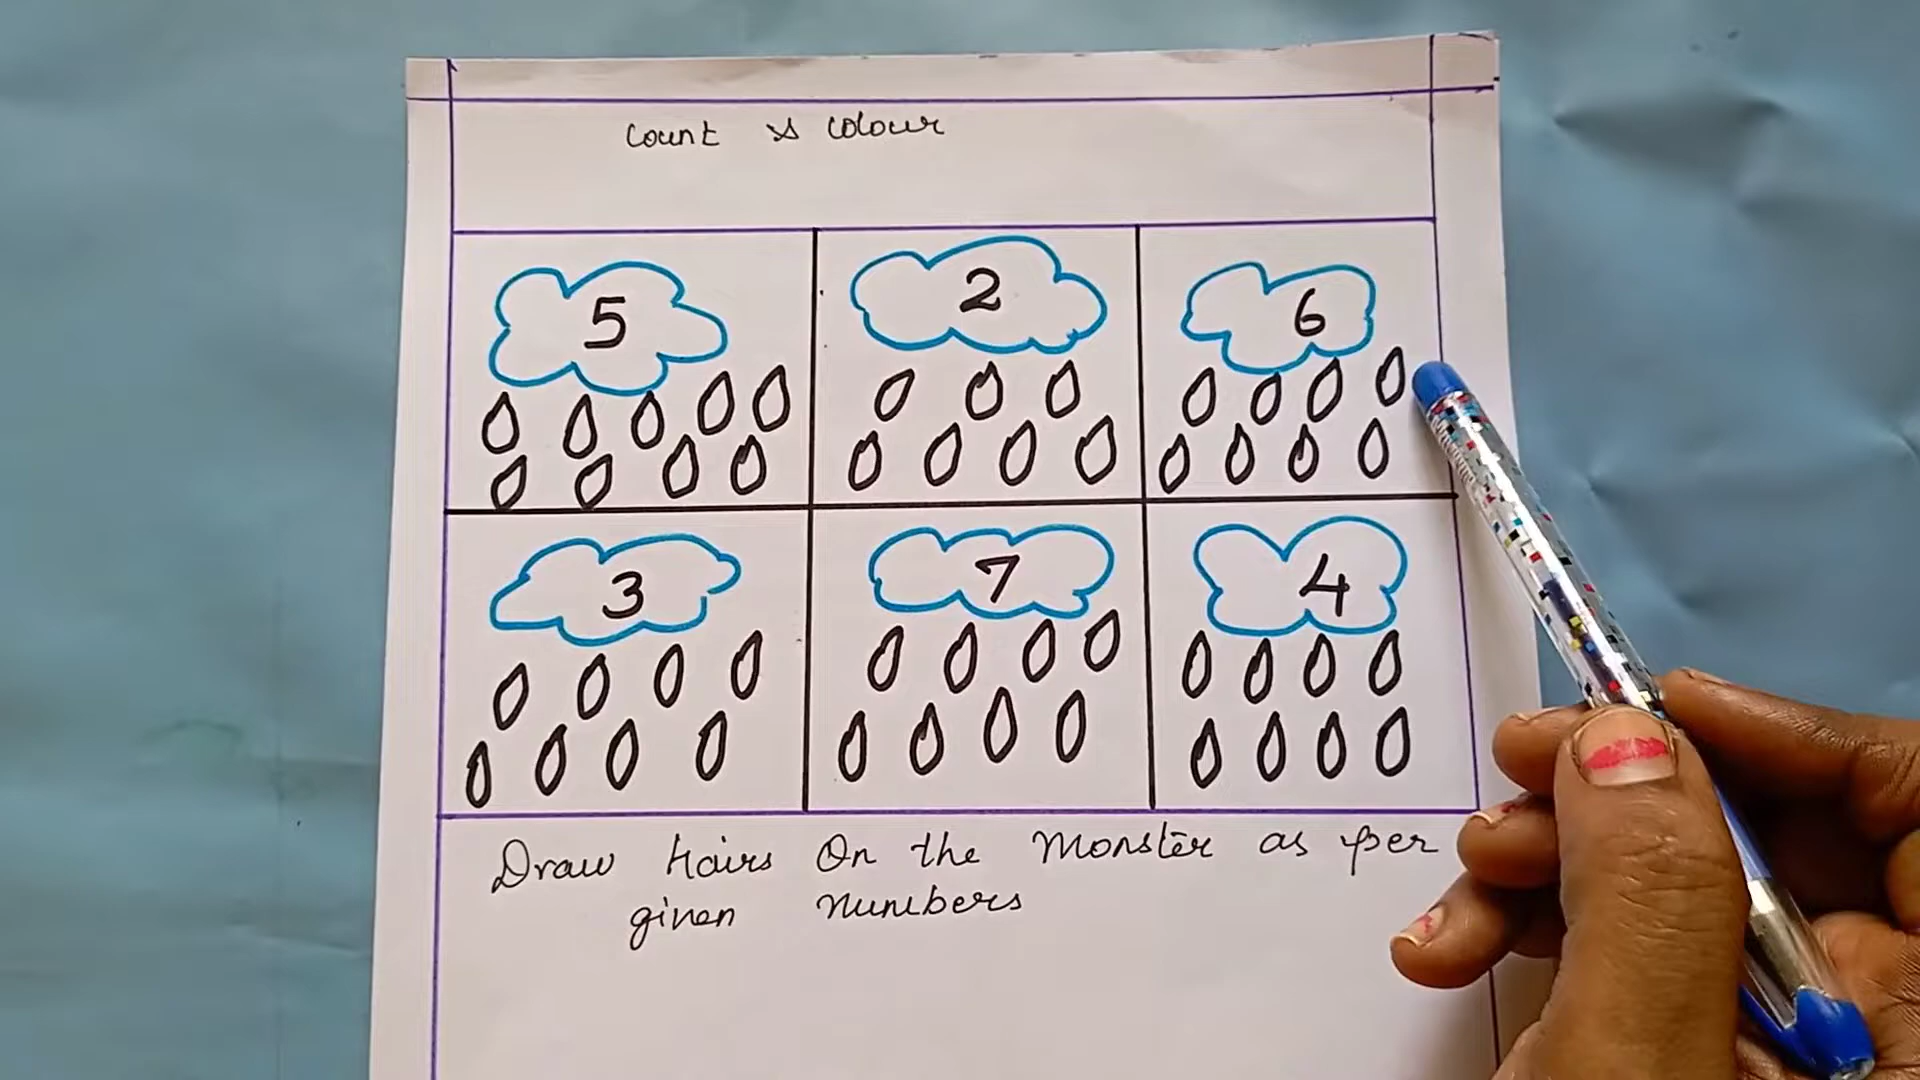 Count & Colour
5 2 6
3 7 4
Draw hairs On the Monster as per
given numbers